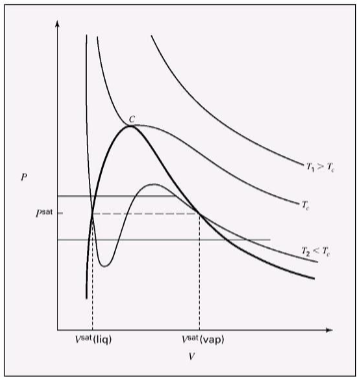 C
T₁ > Tc
P
Tc
Psat
T₂ < Tc
Vsat(liq)
Vsat(vap)
V